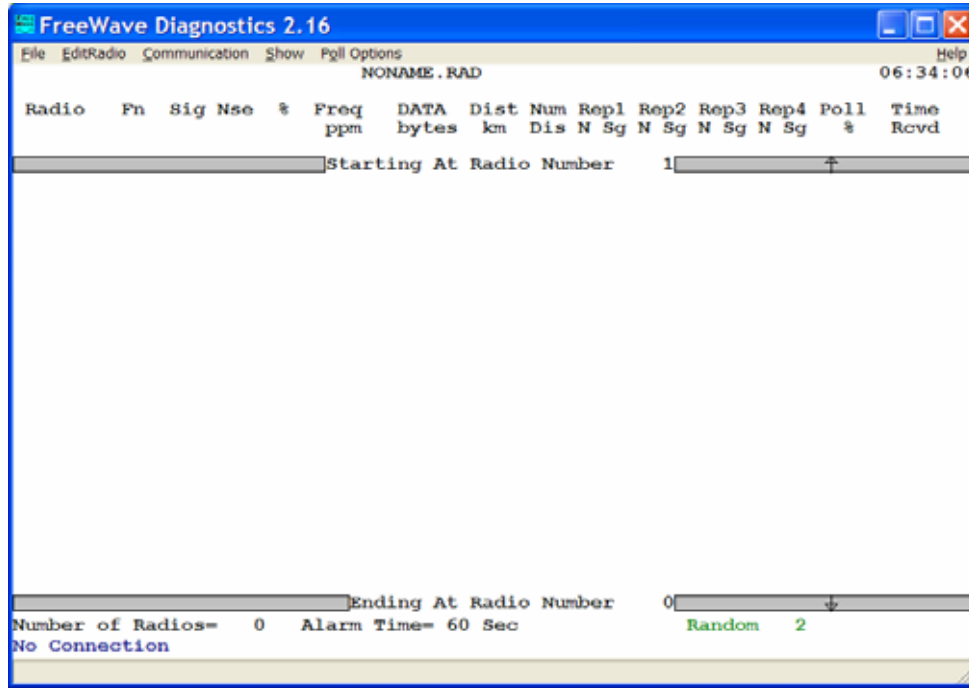 FreeWave Diagnostics 2.16
File EditRadio Communication Show Poll Options Help
NONAME.RAD 06:34:06
Radio Fn Sig Nse % Freq DATA Dist Num Rep1 Rep2 Rep3 Rep4 Poll Time
ppm bytes km Dis N Sg N Sg N Sg N Sg % Rcvd
Starting At Radio Number 1
Ending At Radio Number 0
Number of Radios= 0 Alarm Time= 60 Sec Random 2
No Connection